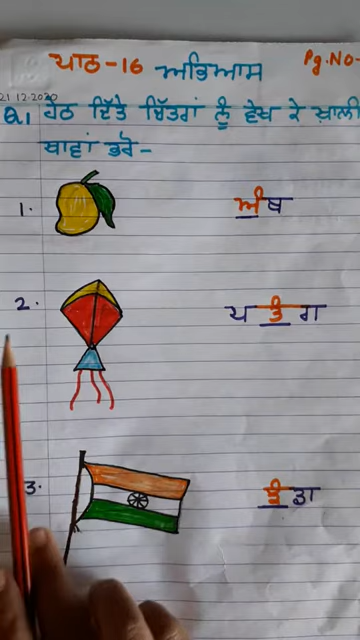 ਪਾਠ-16 ਅਭਿਆਸ Pg.No-
21 12.2020
Q.1 ਹੇਠ ਦਿੱਤੇ ਚਿੱਤਰਾਂ ਨੂੰ ਵੇਖ ਕੇ ਖ਼ਾਲੀ
ਥਾਵਾਂ ਭਰੋ-
1. ਅੰਬ
2. ਪਤੰਗ
3. ਝੰਡਾ